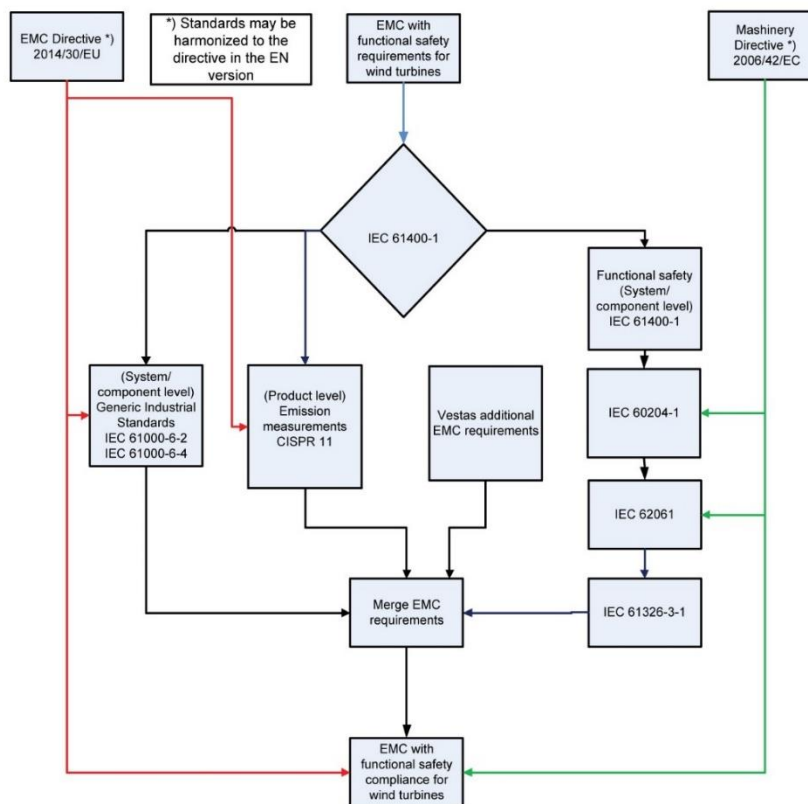 EMC Directive *)
2014/30/EU
*) Standards may be
harmonized to the
directive in the EN
version
EMC with
functional safety
requirements for
wind turbines
Mashinery
Directive *)
2006/42/EC
IEC 61400-1
Functional safety
(System/
component level)
IEC 61400-1
(System/
component level)
Generic Industrial
Standards
IEC 61000-6-2
IEC 61000-6-4
(Product level)
Emission
measurements
CISPR 11
Vestas additional
EMC requirements
IEC 60204-1
IEC 62061
Merge EMC
requirements
IEC 61326-3-1
EMC with
functional safety
compliance for
wind turbines